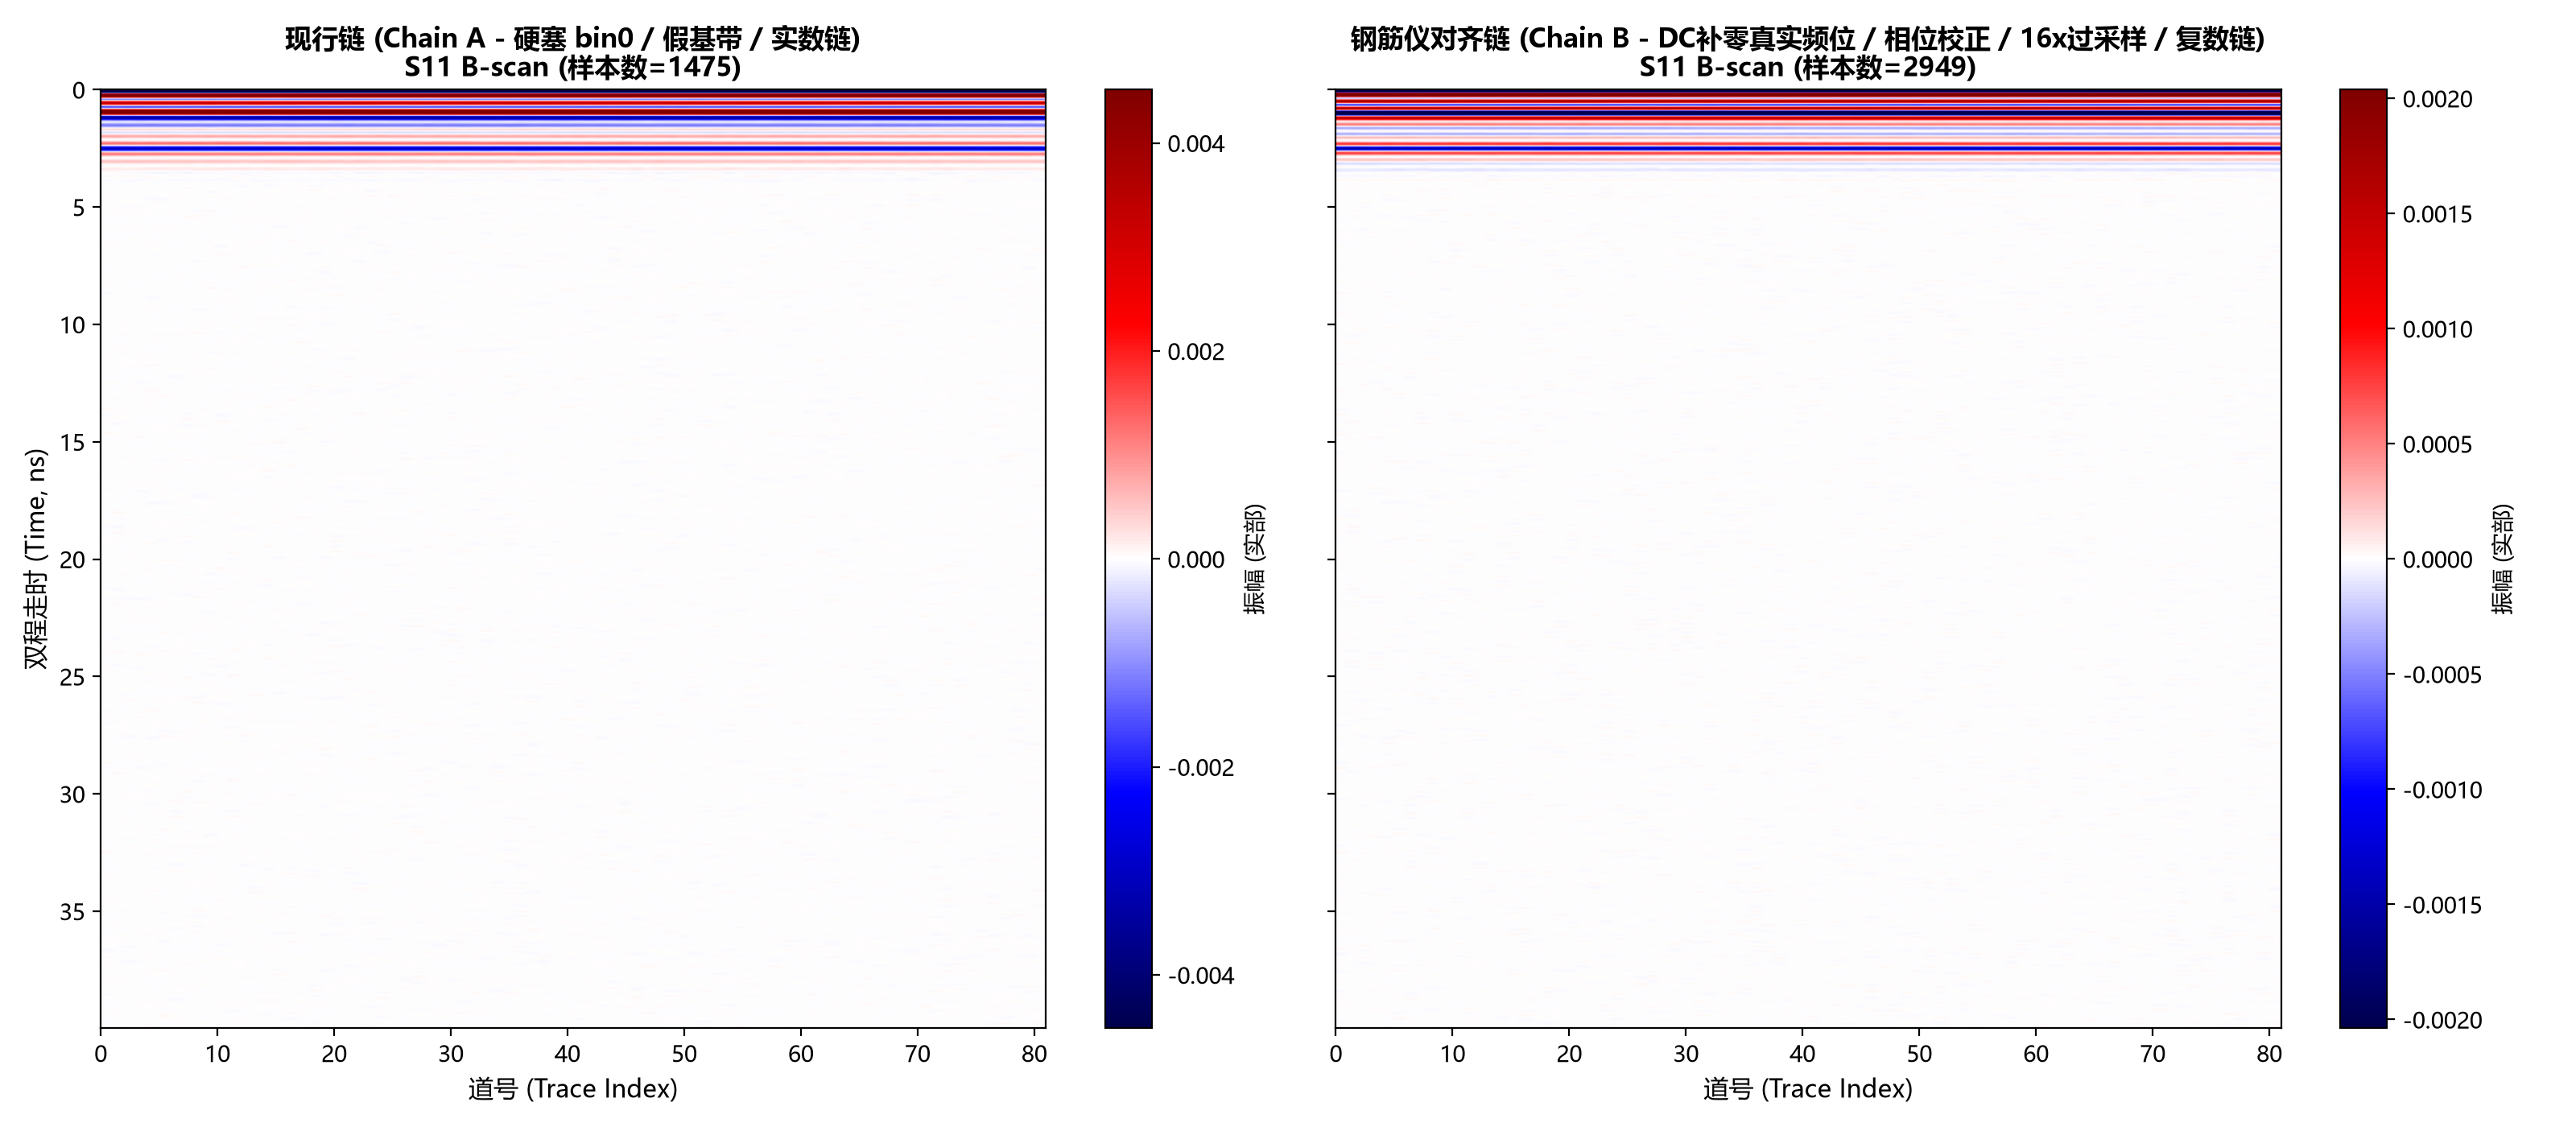 现行链 (Chain A - 硬塞 bin0 / 假基带 / 实数链)
S11 B-scan (样本数=1475)
0
5
10
15
20
25
30
35
双程走时 (Time, ns)
0 10 20 30 40 50 60 70 80
道号 (Trace Index)
0.004
0.002
0.000
-0.002
-0.004
振幅 (实部)
钢筋仪对齐链 (Chain B - DC补零真实频位 / 相位校正 / 16x过采样 / 复数链)
S11 B-scan (样本数=2949)
0 10 20 30 40 50 60 70 80
道号 (Trace Index)
0.0020
0.0015
0.0010
0.0005
0.0000
-0.0005
-0.0010
-0.0015
-0.0020
振幅 (实部)